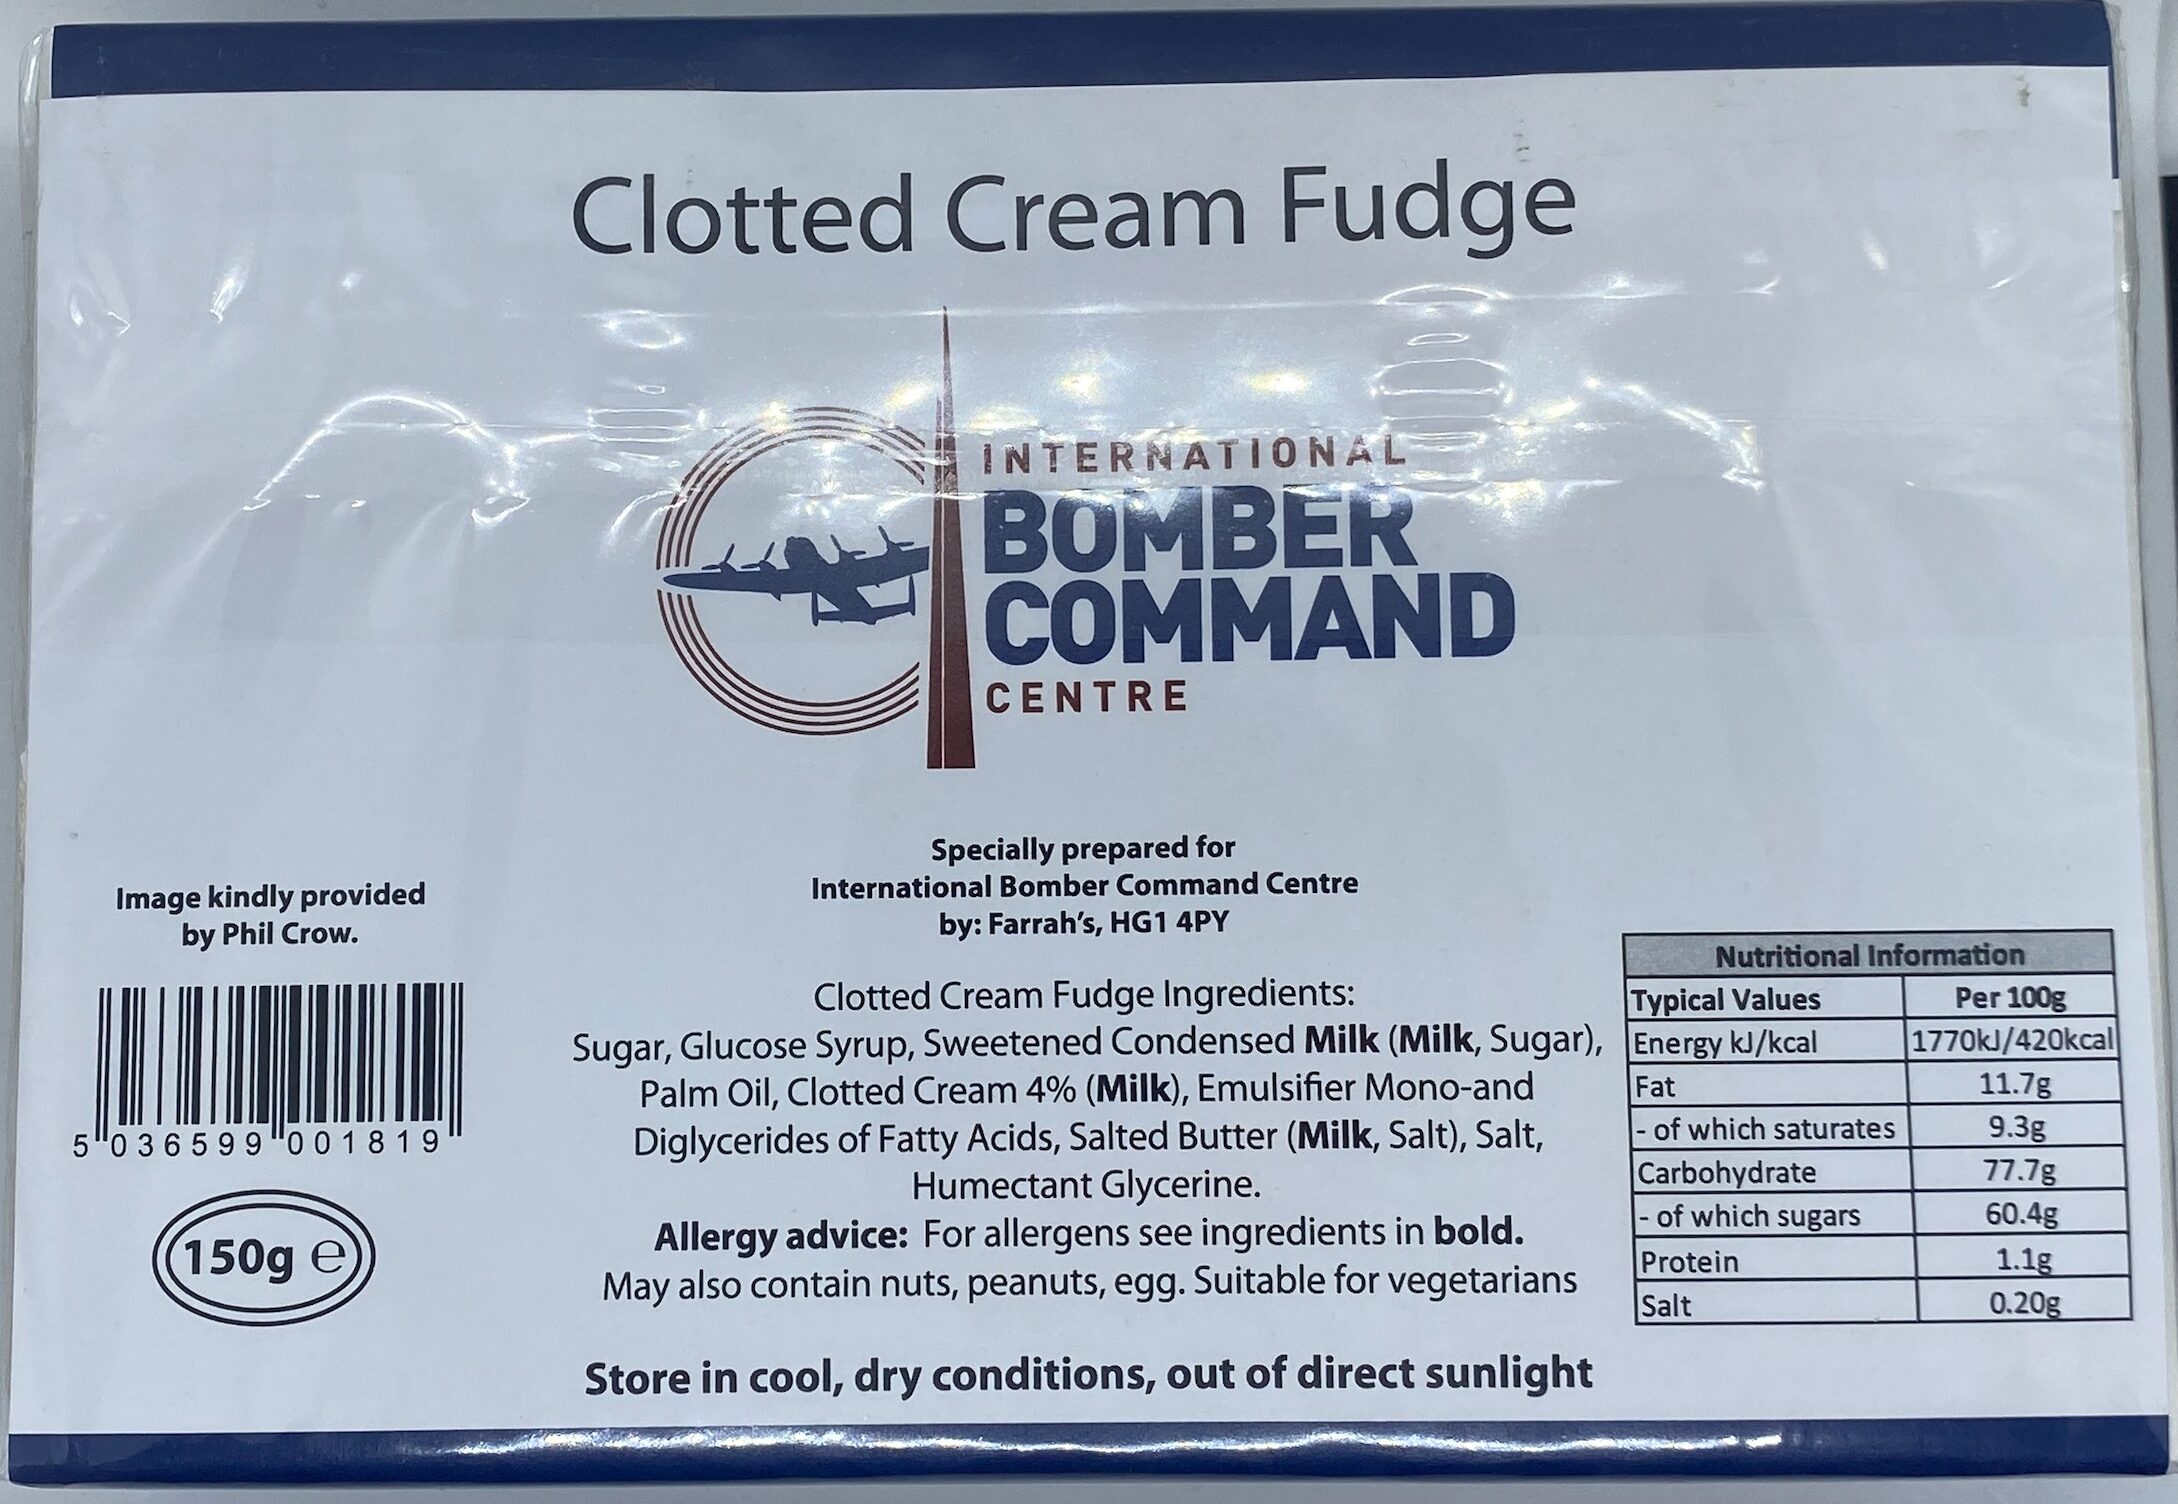 Clotted Cream Fudge
INTERNATIONAL
BOMBER
COMMAND
CENTRE
Specially prepared for
International Bomber Command Centre
by: Farrah's, HG1 4PY
Image kindly provided
by Phil Crow.
5 036599 001819
150g ℮
Clotted Cream Fudge Ingredients:
Sugar, Glucose Syrup, Sweetened Condensed Milk (Milk, Sugar),
Palm Oil, Clotted Cream 4% (Milk), Emulsifier Mono-and
Diglycerides of Fatty Acids, Salted Butter (Milk, Salt), Salt,
Humectant Glycerine.
Allergy advice: For allergens see ingredients in bold.
May also contain nuts, peanuts, egg. Suitable for vegetarians
Store in cool, dry conditions, out of direct sunlight
Nutritional Information
Typical Values Per 100g
Energy kJ/kcal 1770kJ/420kcal
Fat 11.7g
- of which saturates 9.3g
Carbohydrate 77.7g
- of which sugars 60.4g
Protein 1.1g
Salt 0.20g